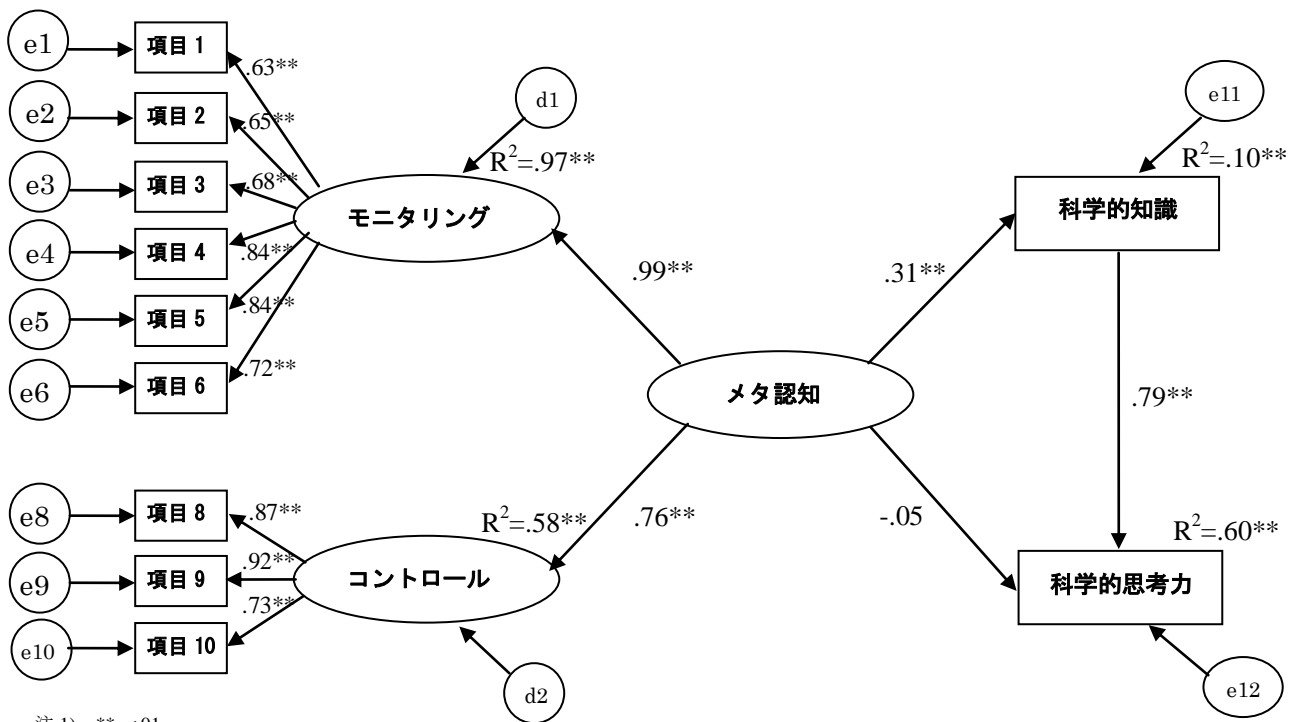 e1
項目 1
.63**
e2
項目 2
.65**
e3
項目 3
.68**
e4
項目 4
.84**
e5
項目 5
.84**
e6
項目 6
.72**
d1
R²=.97**
モニタリング
.99**
e11
R²=.10**
科学的知識
.31**
メタ認知
.79**
e8
項目 8
.87**
e9
項目 9
.92**
e10
項目 10
.73**
R²=.58**
.76**
コントロール
d2
-.05
R²=.60**
科学的思考力
e12
注 1)